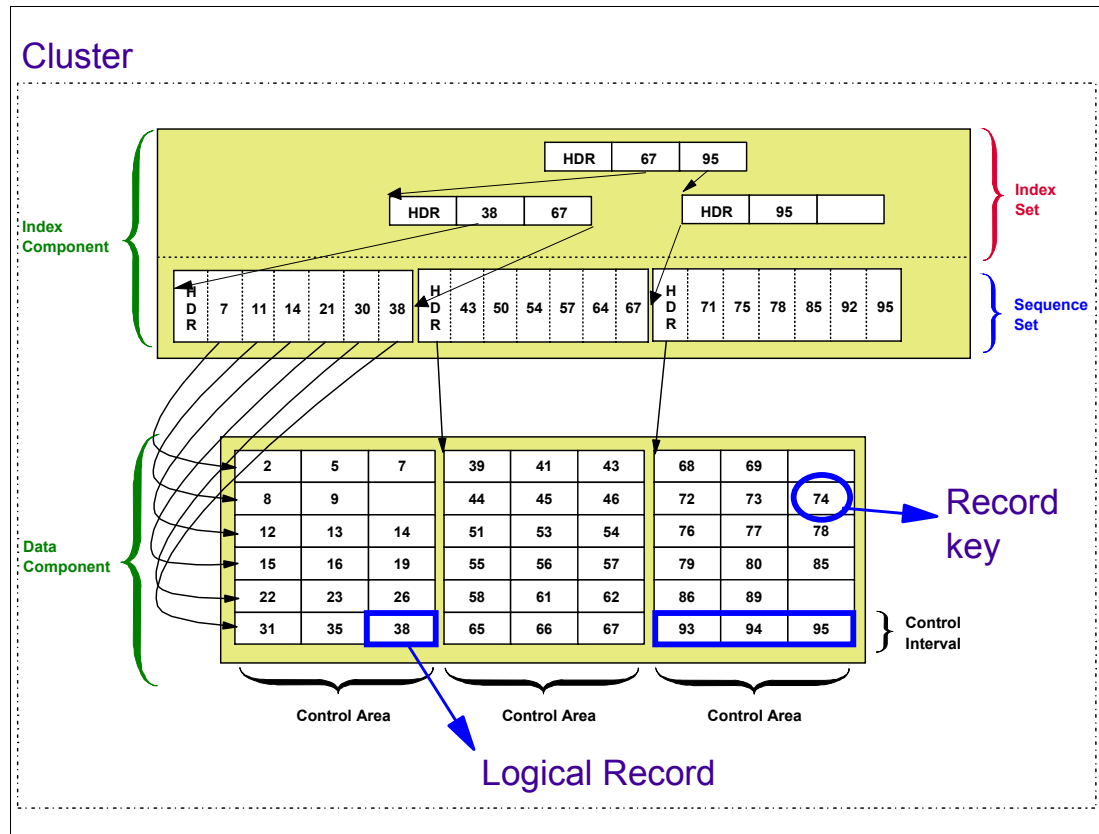 Cluster
HDR 67 95
Index
Set
HDR 38 67
HDR 95
Index
Component
HDR 7 11 14 21 30 38
HDR 43 50 54 57 64 67
HDR 71 75 78 85 92 95
Sequence
Set
2 5 7 39 41 43 68 69
8 9 44 45 46 72 73 74
Record
key
12 13 14 51 53 54 76 77 78
Data
Component
15 16 19 55 56 57 79 80 85
22 23 26 58 61 62 86 89
31 35 38 65 66 67 93 94 95
Control
Interval
Control Area
Control Area
Control Area
Logical Record